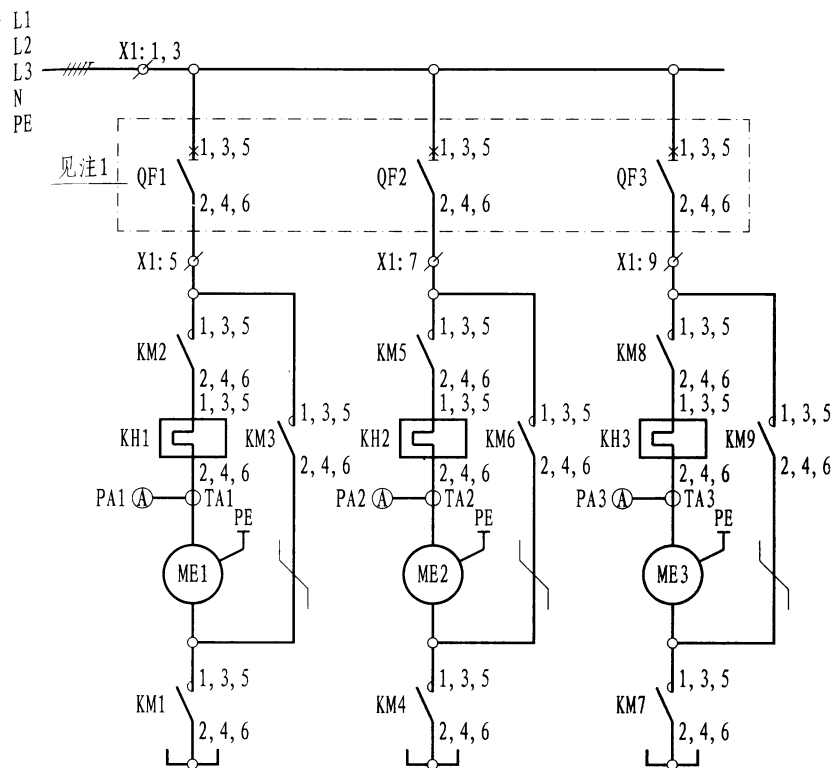 L1
L2
L3
N
PE
X1:1, 3
见注1
QF1
1, 3, 5
2, 4, 6
QF2
1, 3, 5
2, 4, 6
QF3
1, 3, 5
2, 4, 6
X1:5
X1:7
X1:9
KM2
1, 3, 5
2, 4, 6
KM5
1, 3, 5
2, 4, 6
KM8
1, 3, 5
2, 4, 6
KH1
1, 3, 5
2, 4, 6
KM3
1, 3, 5
2, 4, 6
KH2
1, 3, 5
2, 4, 6
KM6
1, 3, 5
2, 4, 6
KH3
1, 3, 5
2, 4, 6
KM9
1, 3, 5
2, 4, 6
PA1
A
TA1
PA2
A
TA2
PA3
A
TA3
PE
PE
PE
ME1
ME2
ME3
KM1
1, 3, 5
2, 4, 6
KM4
1, 3, 5
2, 4, 6
KM7
1, 3, 5
2, 4, 6